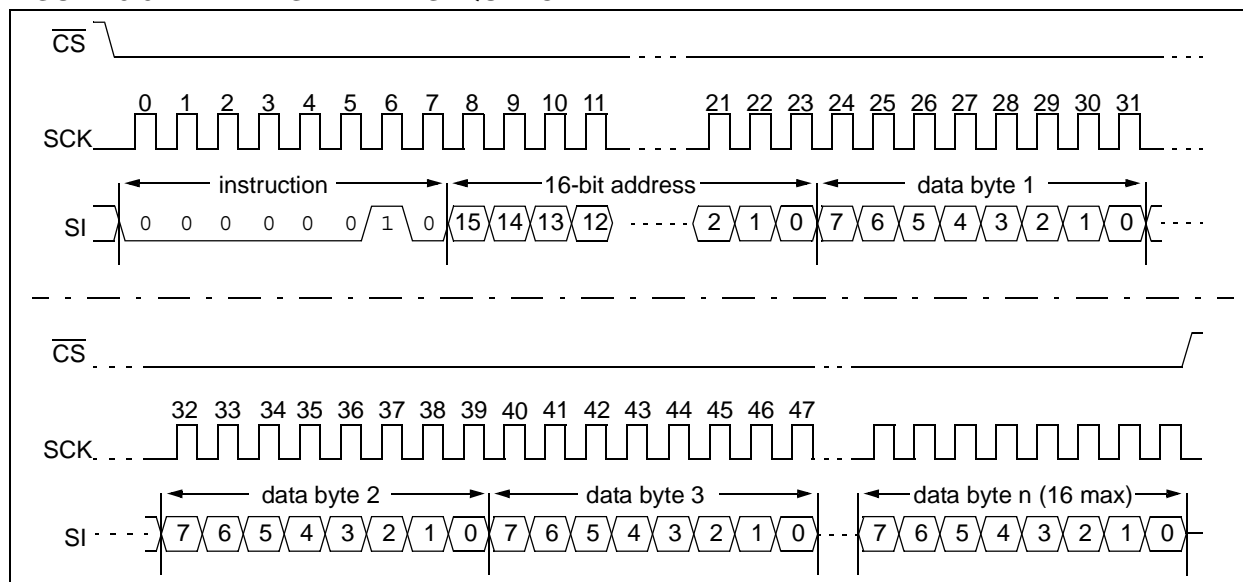 CS
0 1 2 3 4 5 6 7 8 9 10 11 21 22 23 24 25 26 27 28 29 30 31
SCK
instruction 16-bit address data byte 1
SI 0 0 0 0 0 0 1 0 15 14 13 12 2 1 0 7 6 5 4 3 2 1 0
CS
32 33 34 35 36 37 38 39 40 41 42 43 44 45 46 47
SCK
data byte 2 data byte 3 data byte n (16 max)
SI 7 6 5 4 3 2 1 0 7 6 5 4 3 2 1 0 7 6 5 4 3 2 1 0